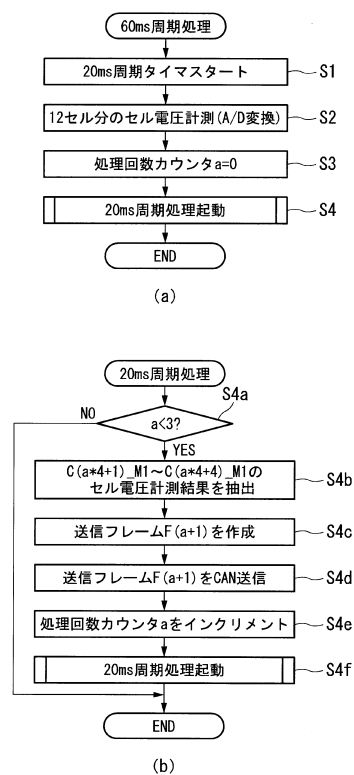 60ms周期処理
20ms周期タイマスタート
S1
12セル分のセル電圧計測(A/D変換)
S2
処理回数カウンタa=0
S3
20ms周期処理起動
S4
END
(a)
20ms周期処理
S4a
a<3?
NO
YES
C(a*4+1)_M1～C(a*4+4)_M1の
セル電圧計測結果を抽出
S4b
送信フレームF(a+1)を作成
S4c
送信フレームF(a+1)をCAN送信
S4d
処理回数カウンタaをインクリメント
S4e
20ms周期処理起動
S4f
END
(b)